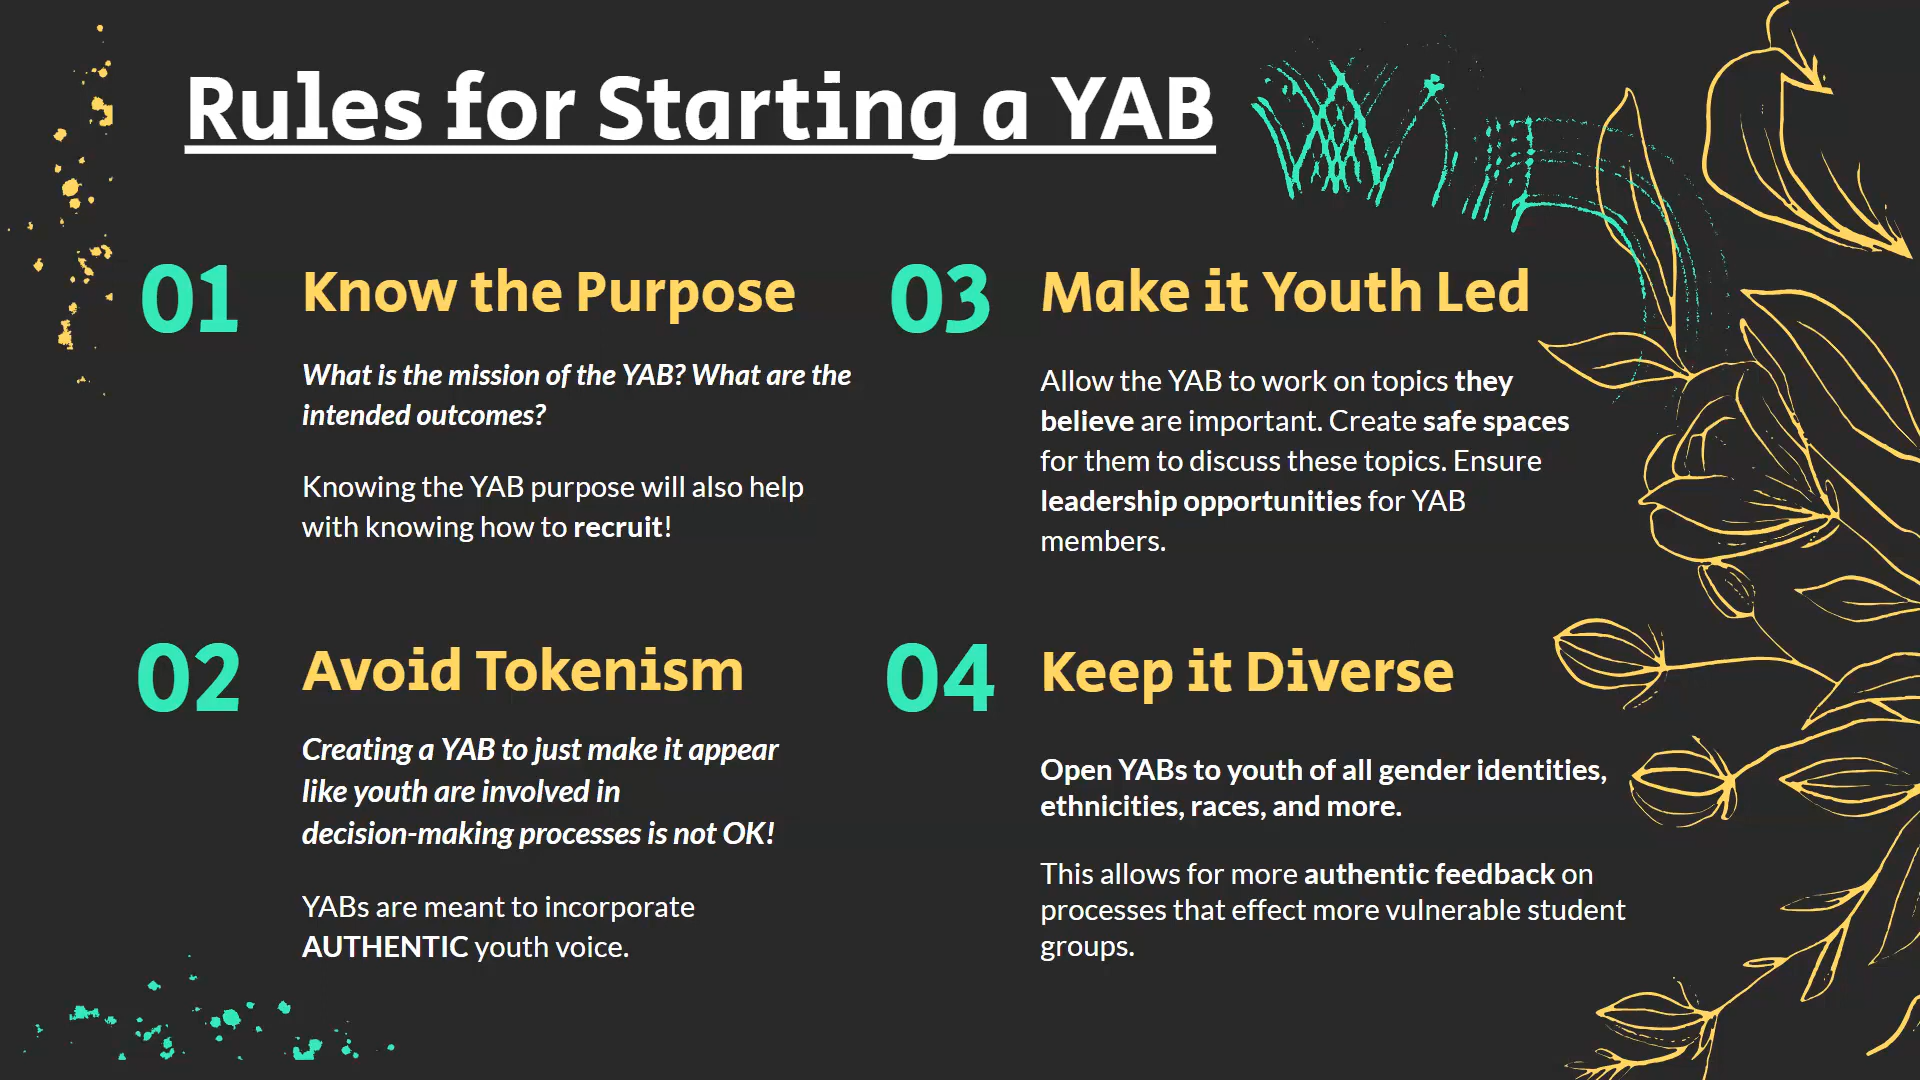 Rules for Starting a YAB
01
Know the Purpose
What is the mission of the YAB? What are the
intended outcomes?
Knowing the YAB purpose will also help
with knowing how to recruit!
02
Avoid Tokenism
Creating a YAB to just make it appear
like youth are involved in
decision-making processes is not OK!
YABs are meant to incorporate
AUTHENTIC youth voice.
03
Make it Youth Led
Allow the YAB to work on topics they
believe are important. Create safe spaces
for them to discuss these topics. Ensure
leadership opportunities for YAB
members.
04
Keep it Diverse
Open YABs to youth of all gender identities,
ethnicities, races, and more.
This allows for more authentic feedback on
processes that effect more vulnerable student
groups.